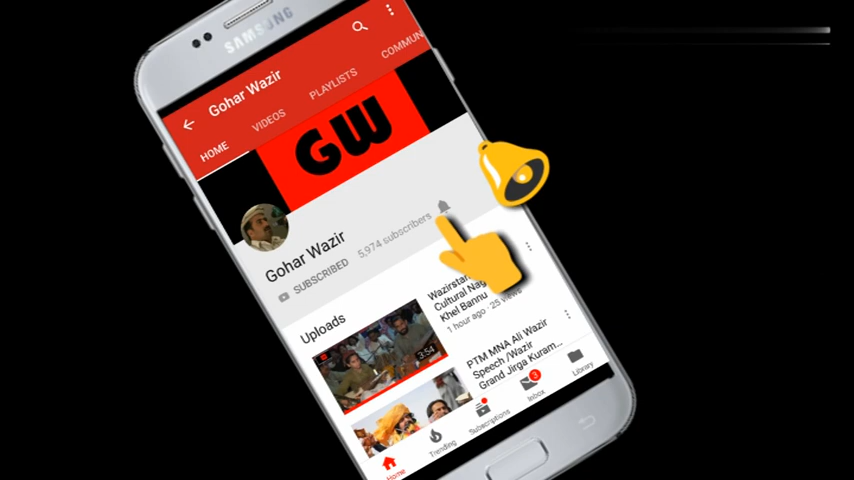 SAMSUNG
Gohar Wazir
HOME VIDEOS PLAYLISTS COMMUN
GW
Gohar Wazir
SUBSCRIBED 5,974 subscribers
Uploads
Cultural Nag
Khel Bannu
1 hour ago · 25 views
3:54
PTM MNA Ali Wazir
Speech /Wazir
Grand Jirga Kuram...
Home Trending Subscriptions Inbox 3 Library